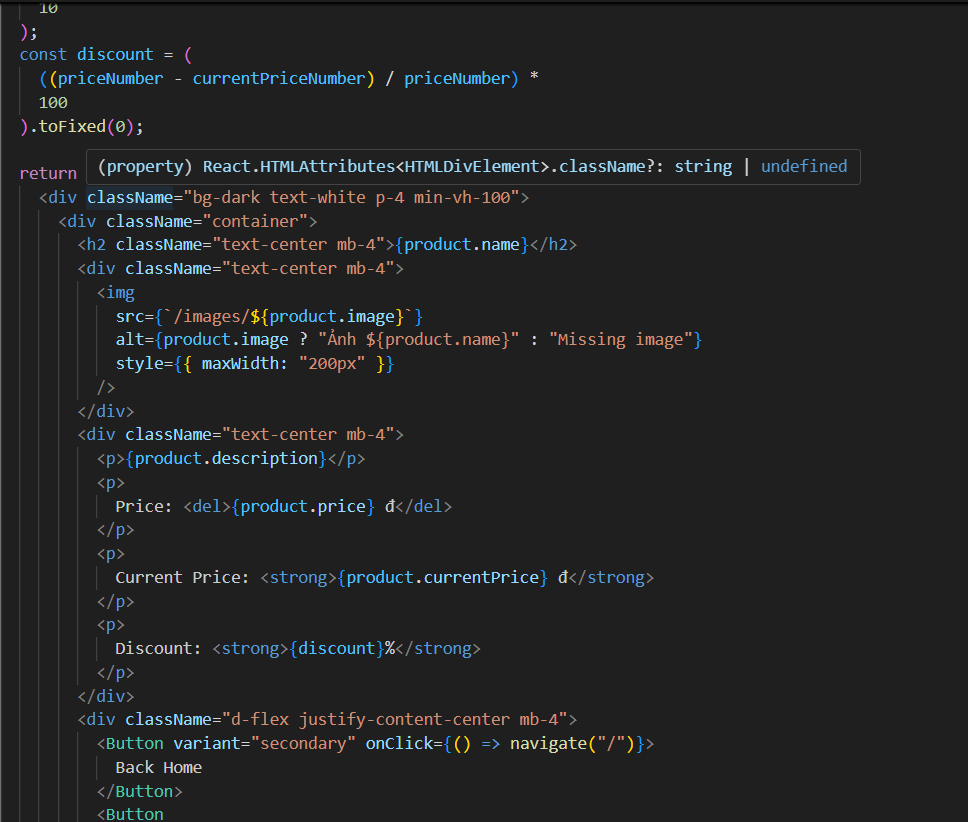 10
);
const discount = (
((priceNumber - currentPriceNumber) / priceNumber) *
100
).toFixed(0);
(property) React.HTMLAttributes<HTMLDivElement>.className?: string | undefined
return
<div className="bg-dark text-white p-4 min-vh-100">
<div className="container">
<h2 className="text-center mb-4">{product.name}</h2>
<div className="text-center mb-4">
<img
src={`/images/${product.image}`}
alt={product.image ? "Ảnh ${product.name}" : "Missing image"}
style={{ maxWidth: "200px" }}
/>
</div>
<div className="text-center mb-4">
<p>{product.description}</p>
<p>
Price: <del>{product.price} đ</del>
</p>
<p>
Current Price: <strong>{product.currentPrice} đ</strong>
</p>
<p>
Discount: <strong>{discount}%</strong>
</p>
</div>
<div className="d-flex justify-content-center mb-4">
<Button variant="secondary" onClick={() => navigate("/")}>
Back Home
</Button>
<Button